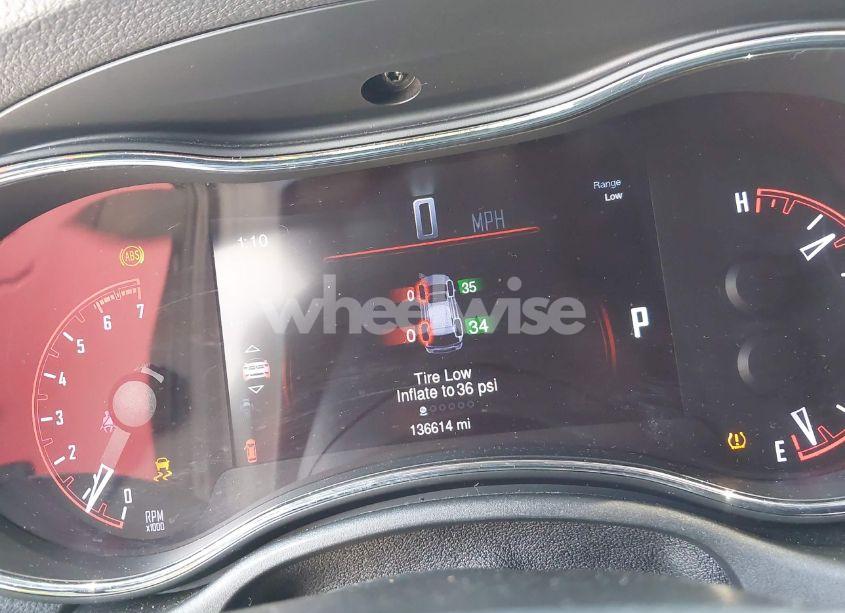 Range
Low
0 MPH
1:10
H
ABS
7
6
5
4
3
2
0
RPM
x1000
0 35
0 34
wheelwise
P
Tire Low
Inflate to 36 psi
136614 mi
E